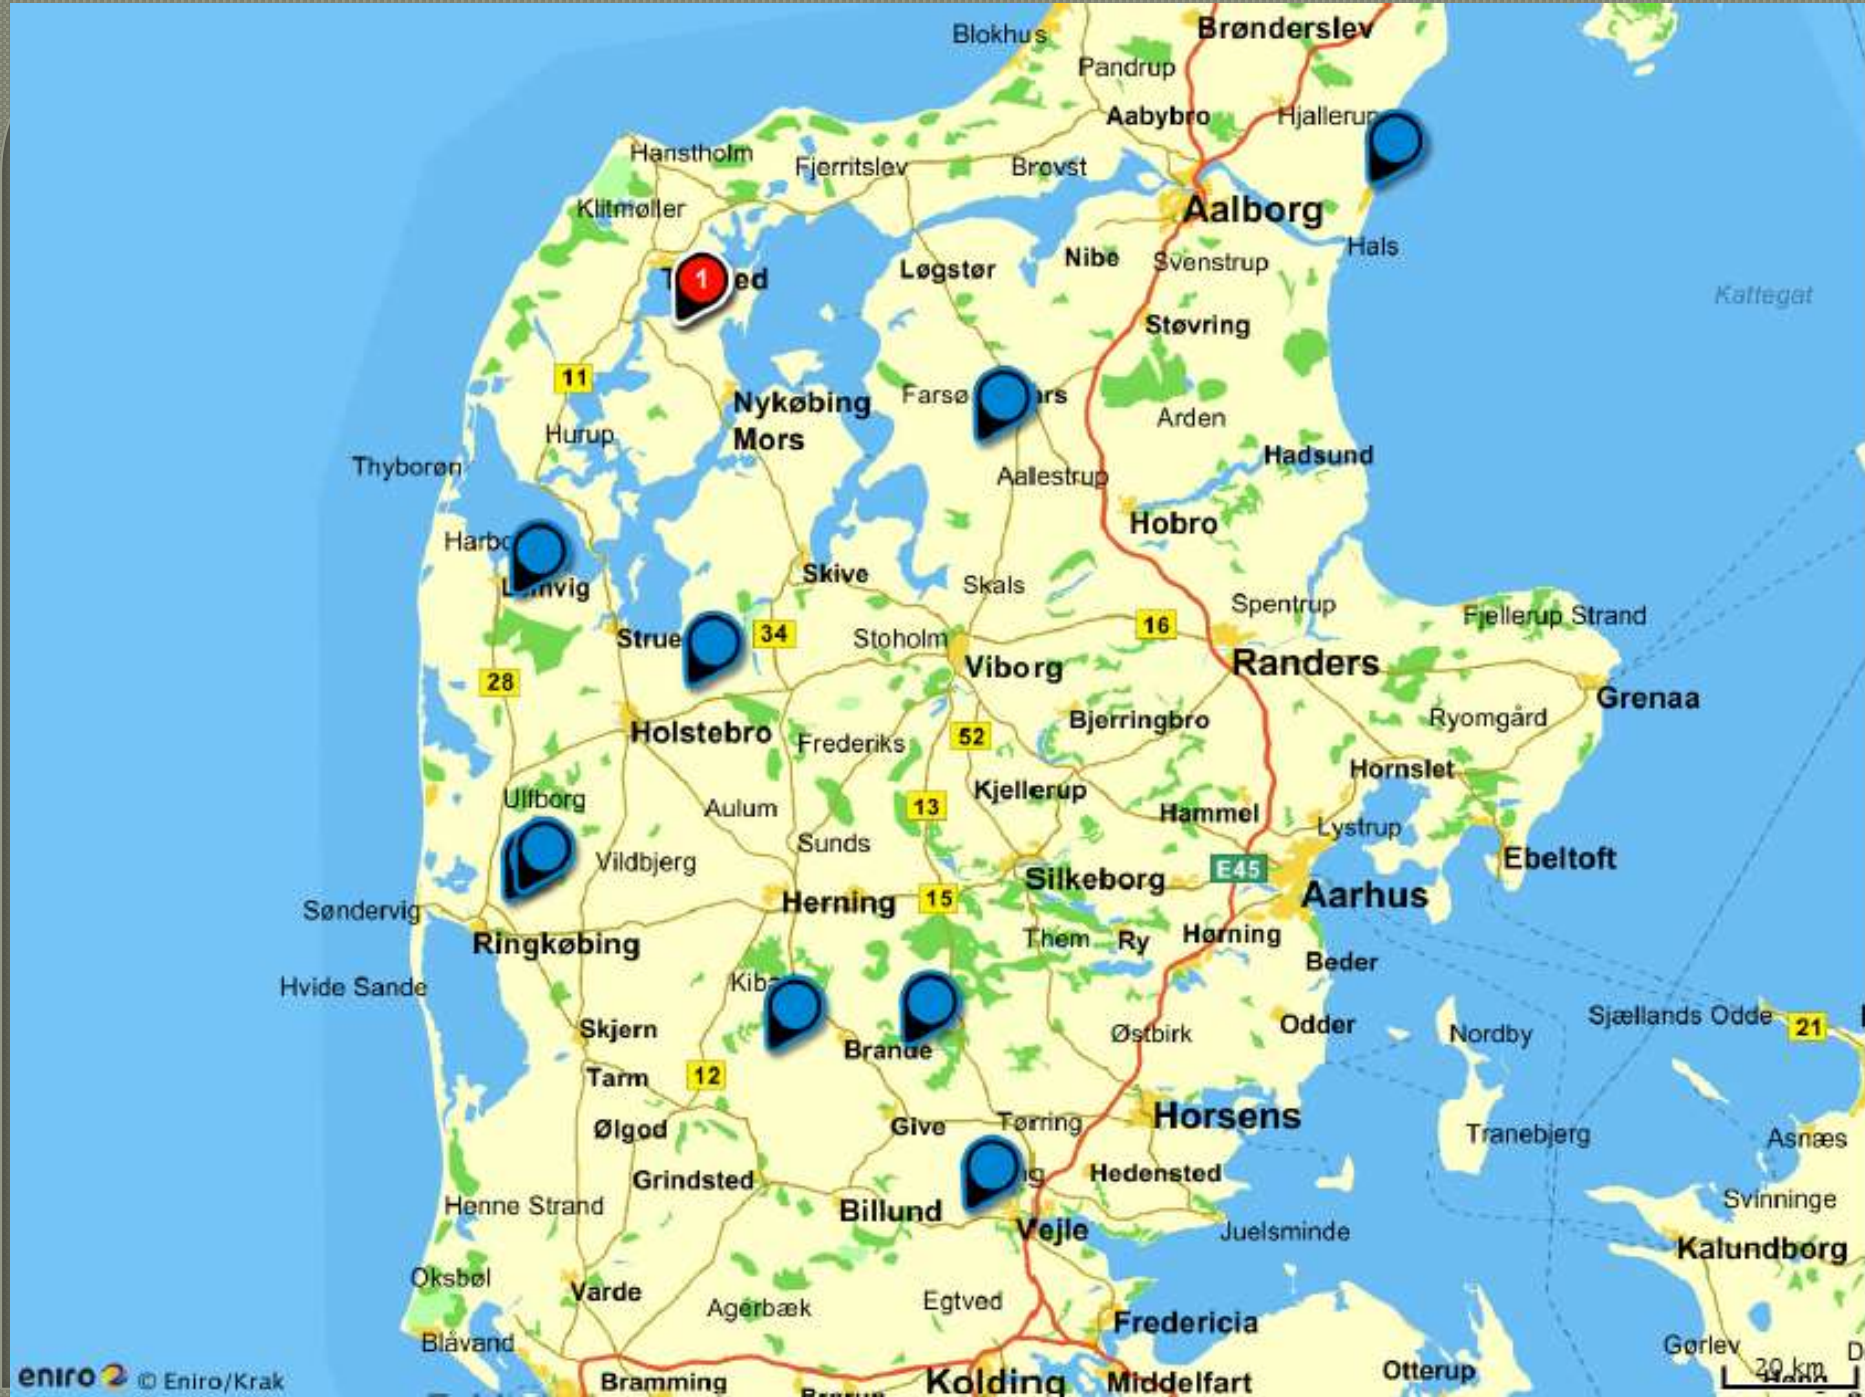 Blokhus
Brønderslev
Pandrup
Aabybro
Hjallerup
Hanstholm
Fjerritslev
Brovst
Klitmøller
Aalborg
Hals
Nibe
Svenstrup
Løgstør
1
Kattegat
Støvring
11
Nykøbing
Mors
Farsø
Arden
Hurup
Hadsund
Thyborøn
Aallestrup
Hobro
Skive
Skals
Spentrup
Fjellerup Strand
16
34
Stoholm
Viborg
Randers
28
Grenaa
Ryomgård
Bjerringbro
Holstebro
Frederiks
52
Hornslet
Kjellerup
Ulfborg
Aulum
13
Hammel
Lystrup
Sunds
Vildbjerg
Ebeltoft
E45
Silkeborg
Aarhus
Herning
15
Søndervig
Ringkøbing
Them
Ry
Hørning
Beder
Hvide Sande
Skjern
Østbirk
Odder
Nordby
Sjællands Odde
21
Brande
Tarm
12
Ølgod
Give
Tørring
Horsens
Tranebjerg
Asnæs
Grindsted
Hedensted
Henne Strand
Billund
Svinninge
Vejle
Juelsminde
Kalundborg
Oksbøl
Varde
Agerbæk
Egtved
Fredericia
Blåvand
Gørlev
20 km
eniro
© Eniro/Krak
Bramming
Kolding
Middelfart
Otterup